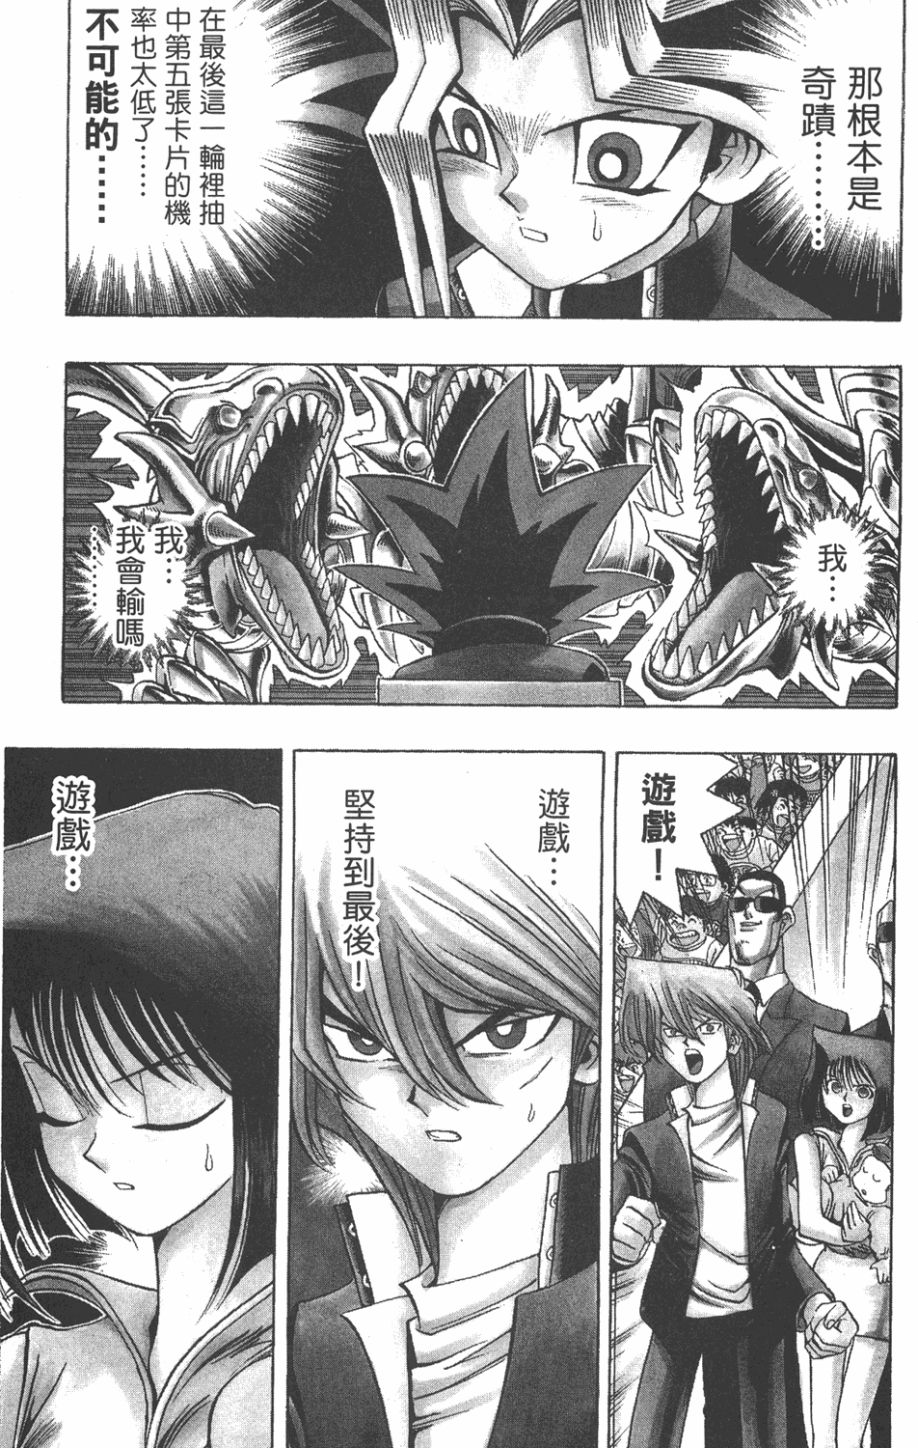 那根本是
奇蹟………
在最後這一輪裡抽
中第五張卡片的機
率也太低了……
不可能的……
我…
我…
我會輸嗎
………
遊戲！
遊戲…
堅持到最後！
遊戲…